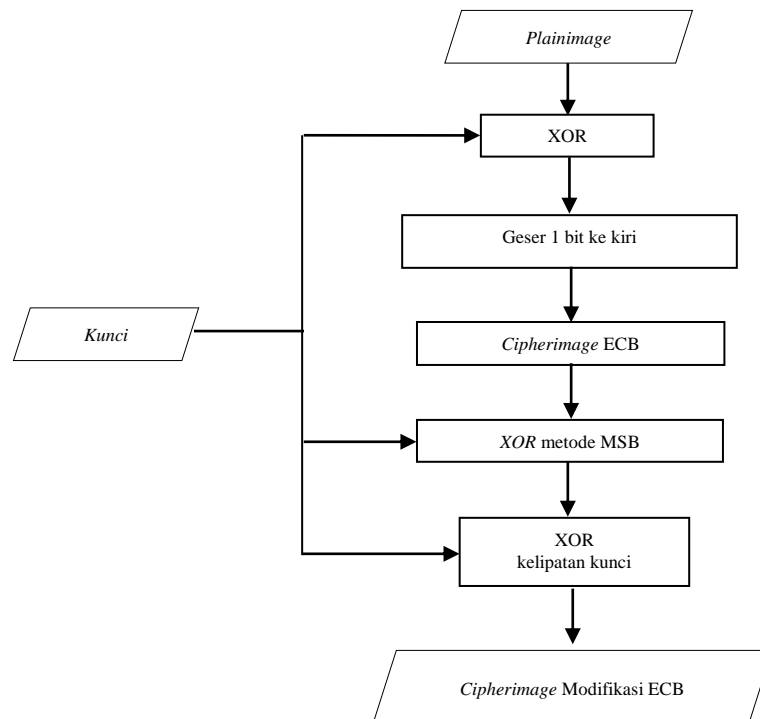 Plainimage
XOR
Geser 1 bit ke kiri
Kunci
Cipherimage ECB
XOR metode MSB
XOR
kelipatan kunci
Cipherimage Modifikasi ECB